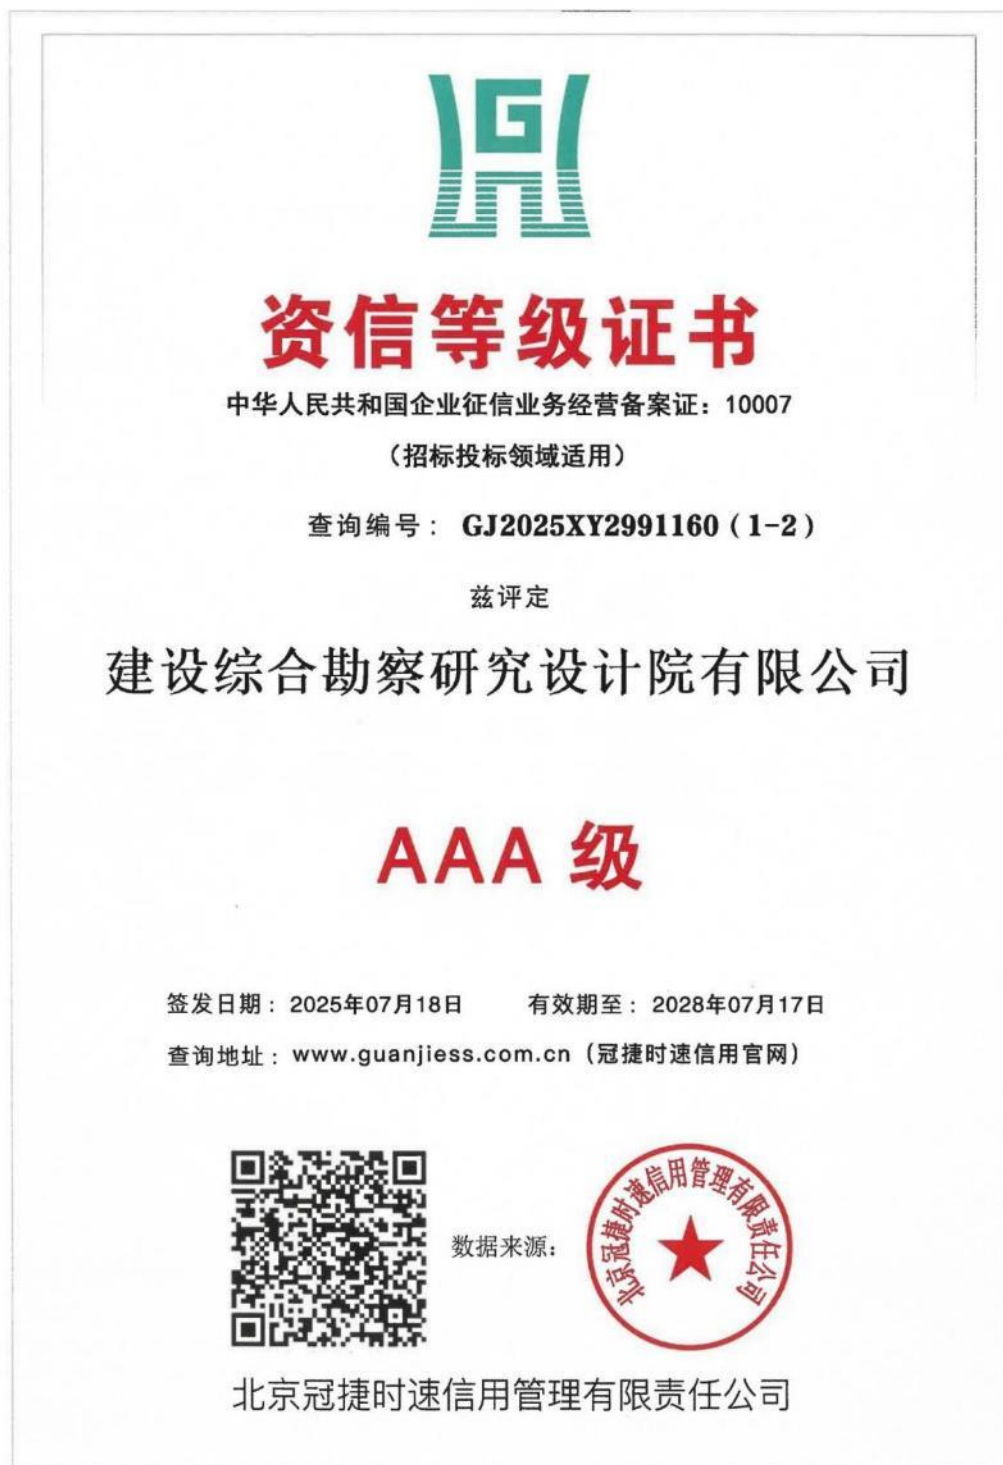 资信等级证书
中华人民共和国企业征信业务经营备案证：10007
（招标投标领域适用）
查询编号： GJ2025XY2991160（1-2）
兹评定
建设综合勘察研究设计院有限公司
AAA 级
签发日期：2025年07月18日 有效期至：2028年07月17日
查询地址：www.guanjiess.com.cn（冠捷时速信用官网）
数据来源：
北京冠捷时速信用管理有限责任公司
北京冠捷时速信用管理有限责任公司